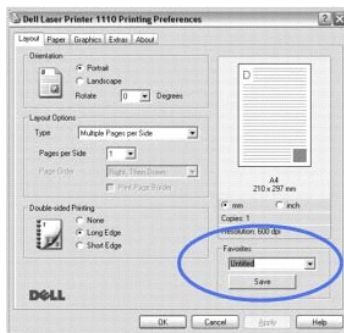 Dell Laser Printer 1110 Printing Preferences
Layout Paper Graphics Extras About
Orientation
Portrait
Landscape
Rotate 0 Degrees
Layout Options
Type Multiple Pages per Side
Pages per Side 1
Page Order Right, Then Down
Print Page Border
Double-sided Printing
None
Long Edge
Short Edge
DELL
D
A4
210 x 297 mm
mm inch
Copies: 1
Resolution: 600 dpi
Favorites
Untitled
Save
OK Cancel Apply Help